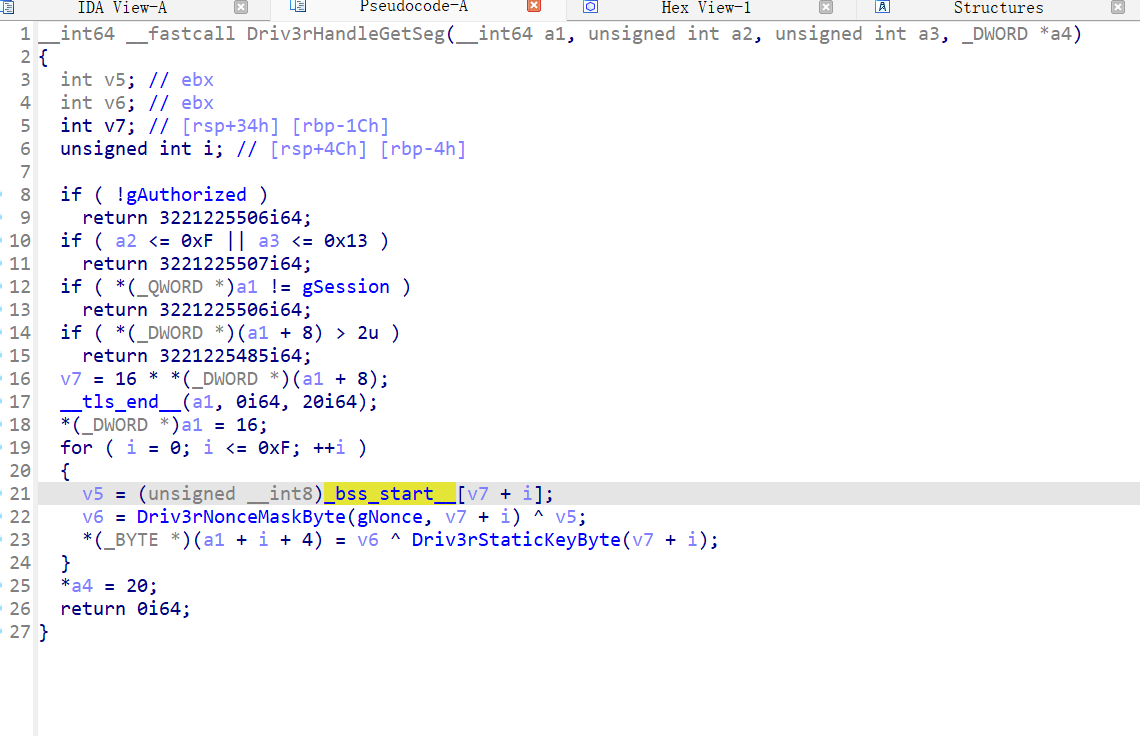 IDA View-A Pseudocode-A Hex View-1 Structures
1 __int64 __fastcall Driv3rHandleGetSeg(__int64 a1, unsigned int a2, unsigned int a3, _DWORD *a4)
2 {
3   int v5; // ebx
4   int v6; // ebx
5   int v7; // [rsp+34h] [rbp-1Ch]
6   unsigned int i; // [rsp+4Ch] [rbp-4h]
7
8   if ( !gAuthorized )
9     return 3221225506i64;
10   if ( a2 <= 0xF || a3 <= 0x13 )
11     return 3221225507i64;
12   if ( *(_QWORD *)a1 != gSession )
13     return 3221225506i64;
14   if ( *(_DWORD *)(a1 + 8) > 2u )
15     return 3221225485i64;
16   v7 = 16 * *(_DWORD *)(a1 + 8);
17   __tls_end__(a1, 0i64, 20i64);
18   *(_DWORD *)a1 = 16;
19   for ( i = 0; i <= 0xF; ++i )
20   {
21     v5 = (unsigned __int8)_bss_start__[v7 + i];
22     v6 = Driv3rNonceMaskByte(gNonce, v7 + i) ^ v5;
23     *(_BYTE *)(a1 + i + 4) = v6 ^ Driv3rStaticKeyByte(v7 + i);
24   }
25   *a4 = 20;
26   return 0i64;
27 }